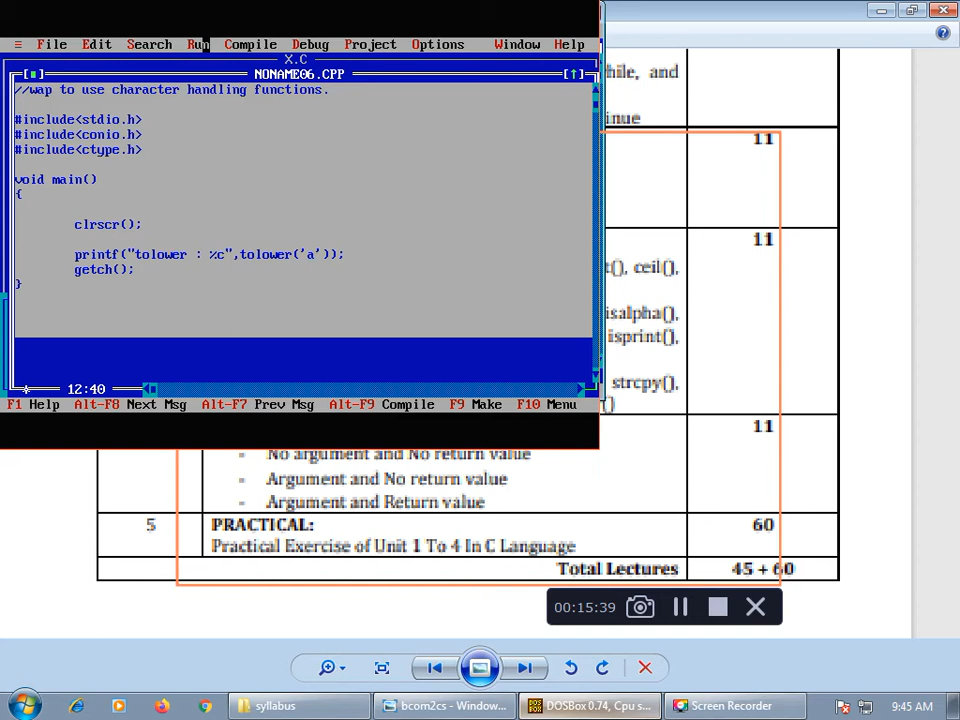 ≡ File Edit Search Run Compile Debug Project Options Window Help
X.C
[■] NONAME06.CPP [↑]
//wap to use character handling functions.
#include<stdio.h>
#include<conio.h>
#include<ctype.h>
void main()
{
clrscr();
printf("tolower : %c",tolower('a'));
getch();
}
12:40
F1 Help Alt-F8 Next Msg Alt-F7 Prev Msg Alt-F9 Compile F9 Make F10 Menu
and
11
11
ceil(),
isalpha(),
isprint(),
strcpy(),
11
- No argument and No return value
- Argument and No return value
- Argument and Return value
5 PRACTICAL: 60
Practical Exercise of Unit 1 To 4 In C Language
Total Lectures 45 + 60
00:15:39
syllabus
bcom2cs - Window...
DOSBox 0.74, Cpu s...
Screen Recorder
9:45 AM